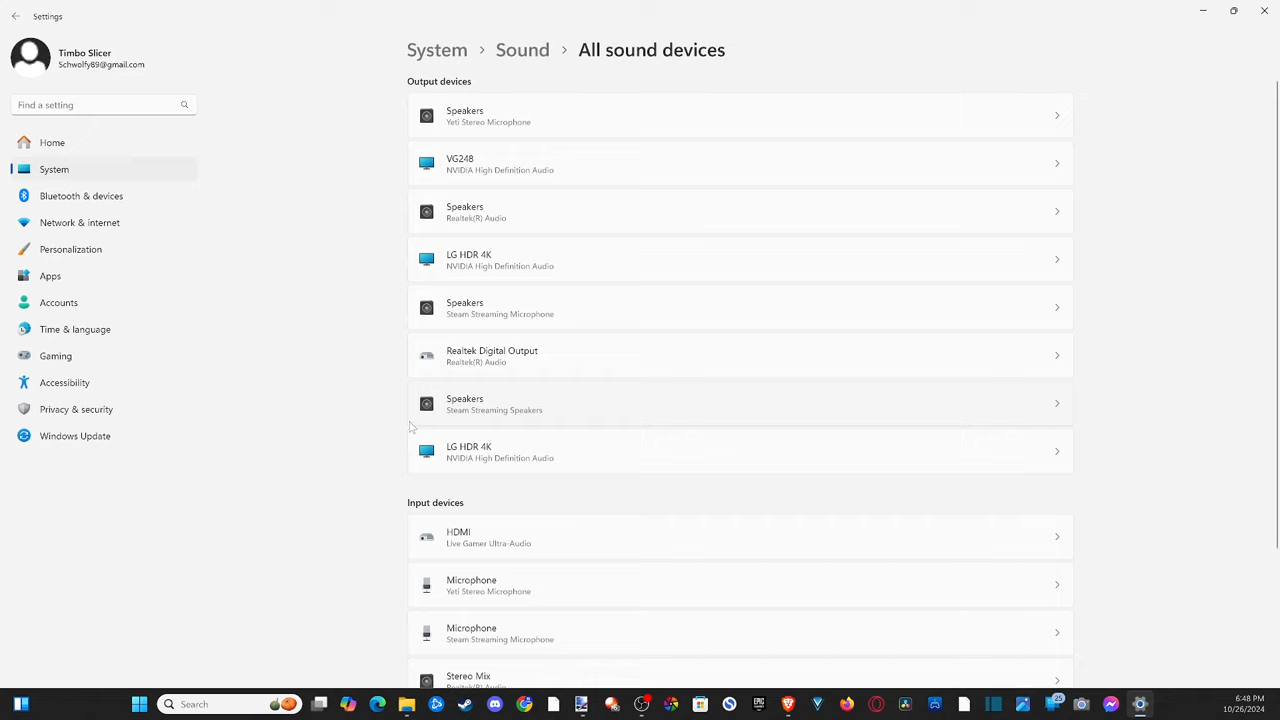 Settings
Timbo Slicer
Schwolfy89@gmail.com
Find a setting
Home
System
Bluetooth & devices
Network & internet
Personalization
Apps
Accounts
Time & language
Gaming
Accessibility
Privacy & security
Windows Update
System > Sound > All sound devices
Output devices
Speakers
Yeti Stereo Microphone
VG248
NVIDIA High Definition Audio
Speakers
Realtek(R) Audio
LG HDR 4K
NVIDIA High Definition Audio
Speakers
Steam Streaming Microphone
Realtek Digital Output
Realtek(R) Audio
Speakers
Steam Streaming Speakers
LG HDR 4K
NVIDIA High Definition Audio
Input devices
HDMI
Live Gamer Ultra-Audio
Microphone
Yeti Stereo Microphone
Microphone
Steam Streaming Microphone
Stereo Mix
Realtek(R) Audio
Search
25
6:48 PM
10/26/2024